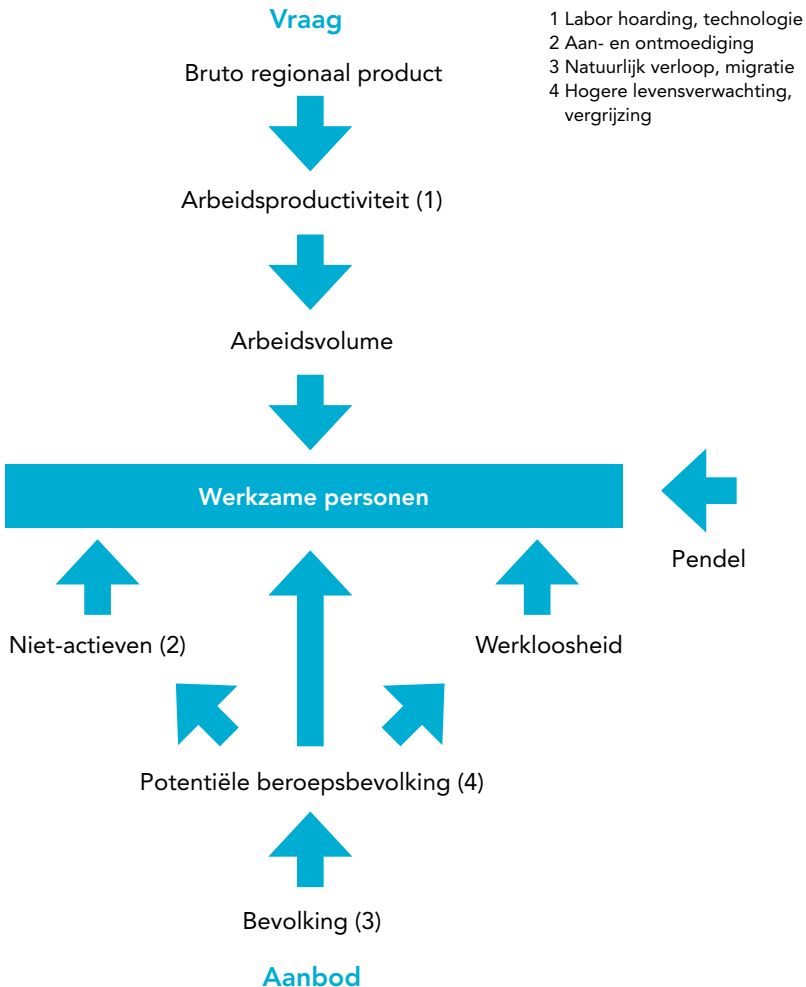 Vraag
Bruto regionaal product
1 Labor hoarding, technologie
2 Aan- en ontmoediging
3 Natuurlijk verloop, migratie
4 Hogere levensverwachting,
vergrijzing
Arbeidsproductiviteit (1)
Arbeidsvolume
Werkzame personen
Pendel
Niet-actieven (2)
Werkloosheid
Potentiële beroepsbevolking (4)
Bevolking (3)
Aanbod